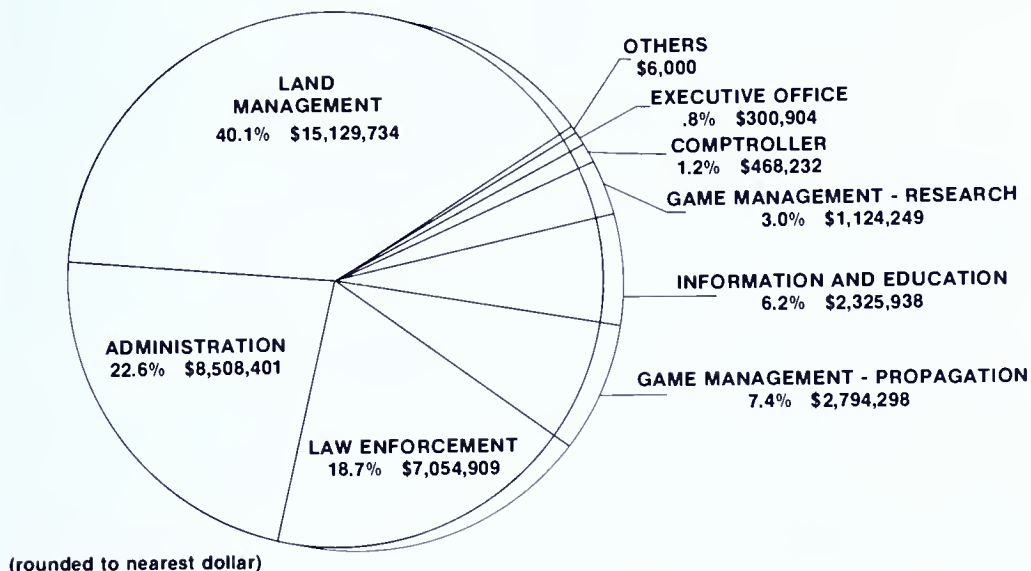 LAND
MANAGEMENT
40.1% $15,129,734
OTHERS
$6,000
EXECUTIVE OFFICE
.8% $300,904
COMPTROLLER
1.2% $468,232
GAME MANAGEMENT - RESEARCH
3.0% $1,124,249
INFORMATION AND EDUCATION
6.2% $2,325,938
GAME MANAGEMENT - PROPAGATION
7.4% $2,794,298
LAW ENFORCEMENT
18.7% $7,054,909
ADMINISTRATION
22.6% $8,508,401
(rounded to nearest dollar)